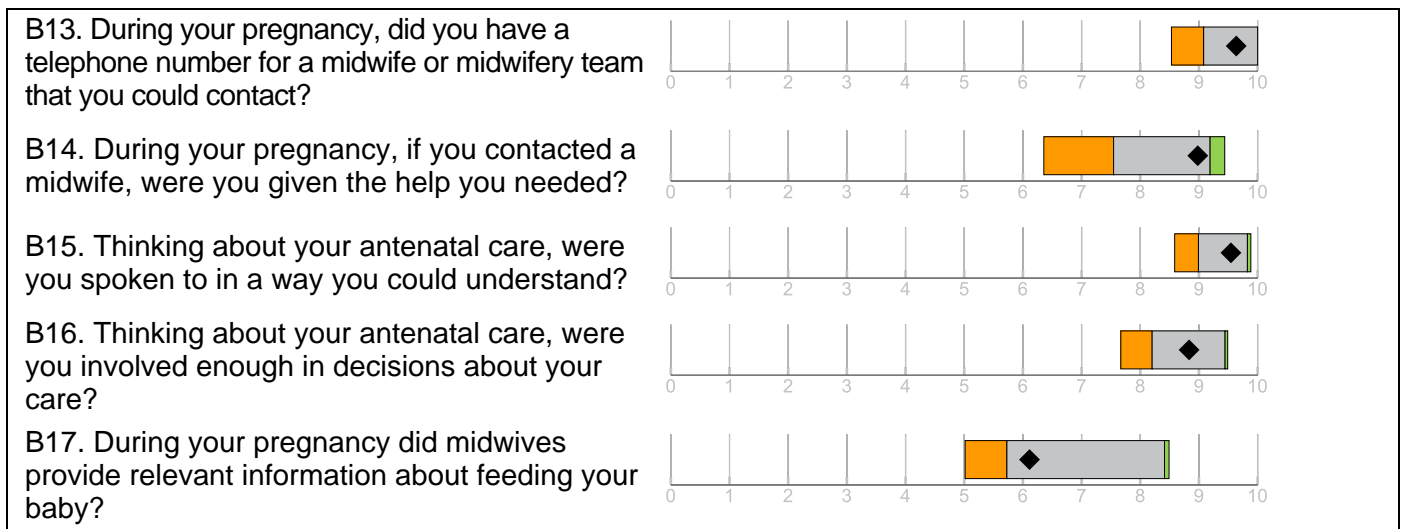 B13. During your pregnancy, did you have a
telephone number for a midwife or midwifery team
that you could contact?
0 1 2 3 4 5 6 7 8 9 10
B14. During your pregnancy, if you contacted a
midwife, were you given the help you needed?
0 1 2 3 4 5 6 7 8 9 10
B15. Thinking about your antenatal care, were
you spoken to in a way you could understand?
0 1 2 3 4 5 6 7 8 9 10
B16. Thinking about your antenatal care, were
you involved enough in decisions about your
care?
0 1 2 3 4 5 6 7 8 9 10
B17. During your pregnancy did midwives
provide relevant information about feeding your
baby?
0 1 2 3 4 5 6 7 8 9 10